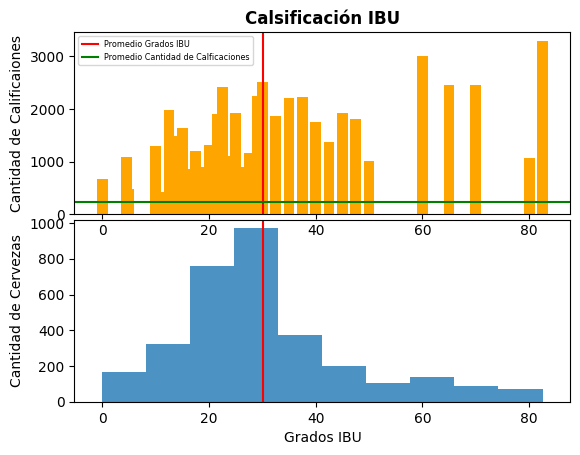 Calsificación IBU
Promedio Grados IBU
Promedio Cantidad de Calficaciones
Cantidad de Calificaiones
3000
2000
1000
0
0 20 40 60 80
Cantidad de Cervezas
1000
800
600
400
200
0
0 20 40 60 80
Grados IBU